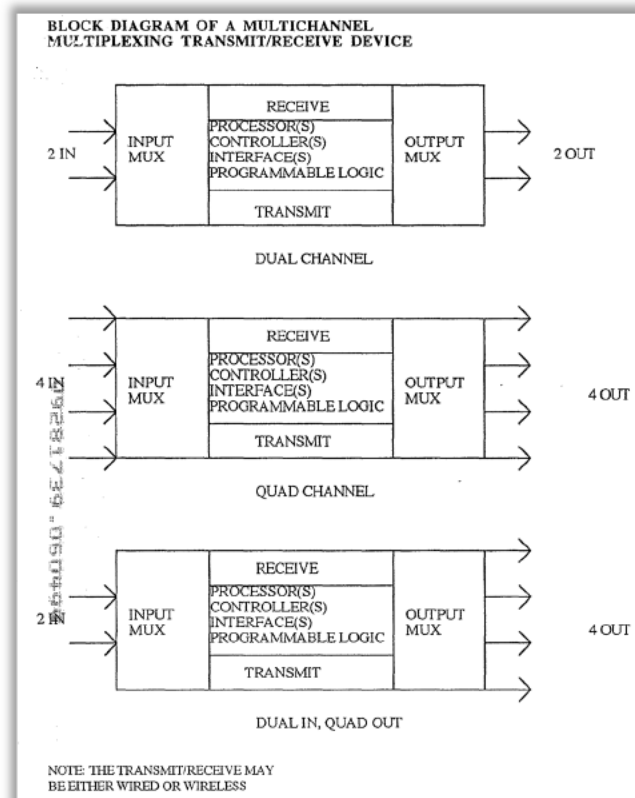 BLOCK DIAGRAM OF A MULTICHANNEL
MULTIPLEXING TRANSMIT/RECEIVE DEVICE
RECEIVE
2 IN
INPUT
MUX
PROCESSOR(S)
CONTROLLER(S)
INTERFACE(S)
PROGRAMMABLE LOGIC
OUTPUT
MUX
2 OUT
TRANSMIT
DUAL CHANNEL
RECEIVE
4 IN
INPUT
MUX
PROCESSOR(S)
CONTROLLER(S)
INTERFACE(S)
PROGRAMMABLE LOGIC
OUTPUT
MUX
4 OUT
TRANSMIT
QUAD CHANNEL
RECEIVE
2 IN
INPUT
MUX
PROCESSOR(S)
CONTROLLER(S)
INTERFACE(S)
PROGRAMMABLE LOGIC
OUTPUT
MUX
4 OUT
TRANSMIT
DUAL IN, QUAD OUT
NOTE: THE TRANSMIT/RECEIVE MAY
BE EITHER WIRED OR WIRELESS